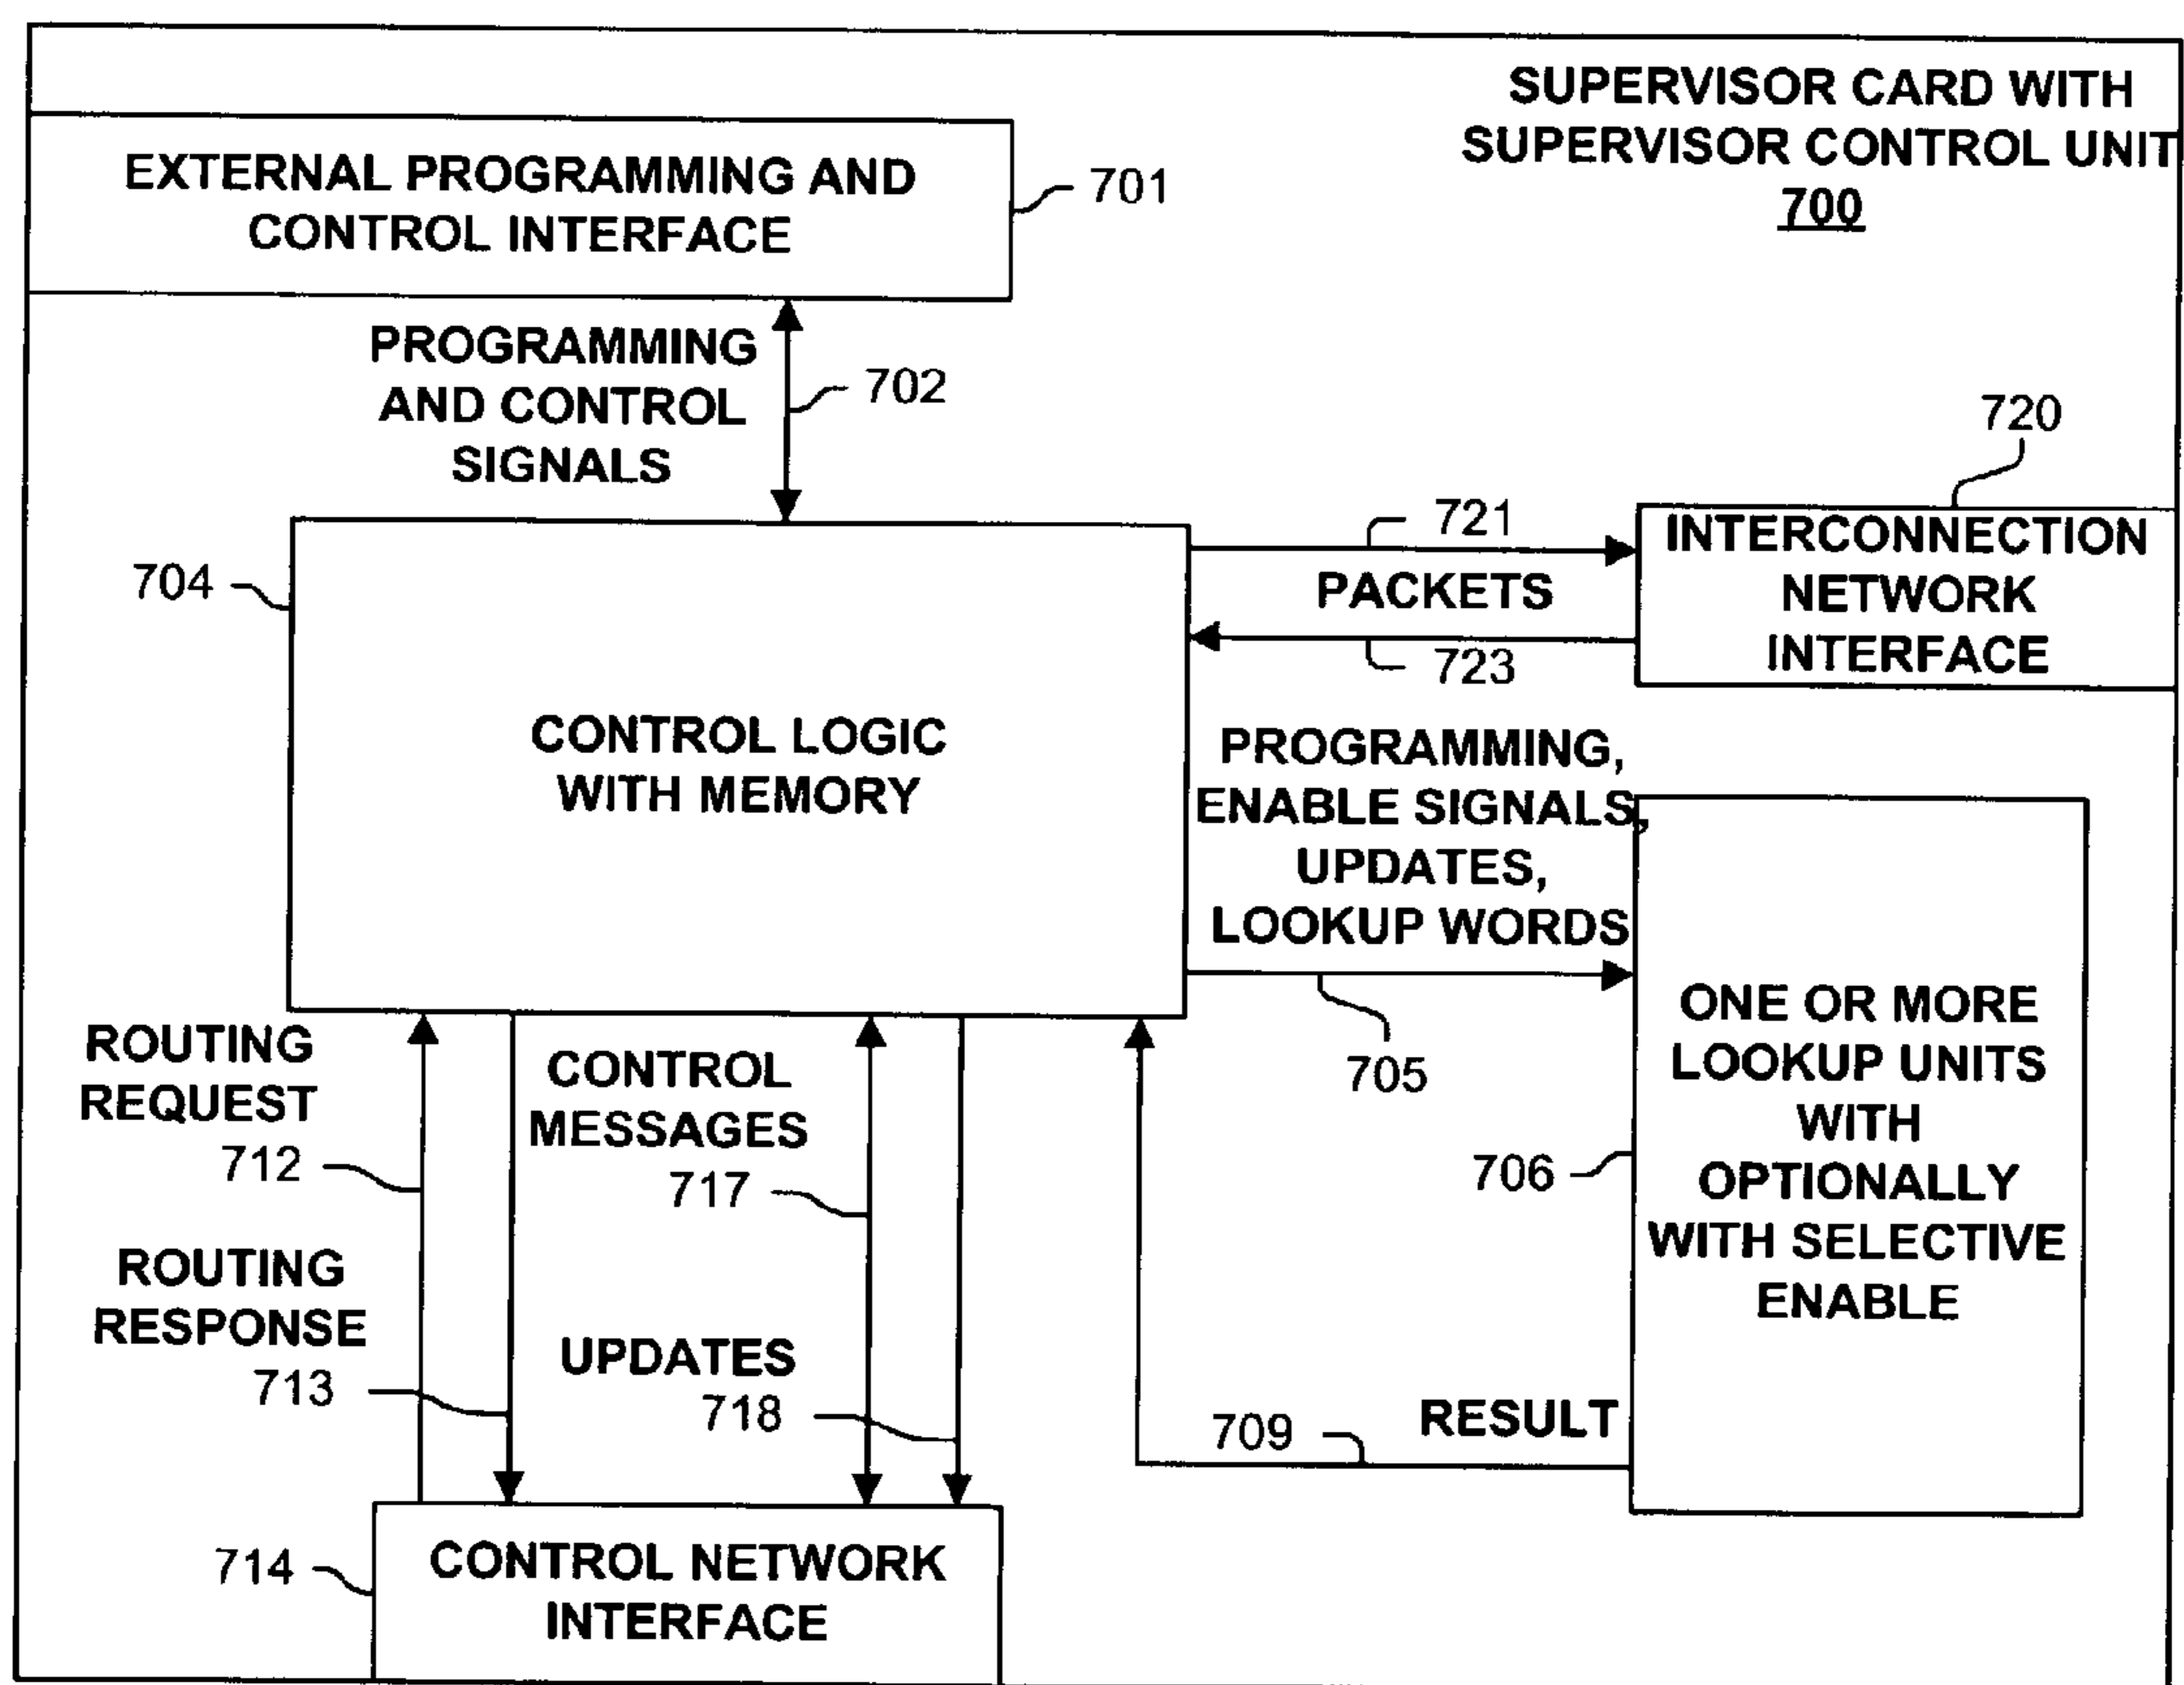 SUPERVISOR CARD WITH
SUPERVISOR CONTROL UNIT
700
EXTERNAL PROGRAMMING AND
CONTROL INTERFACE
701
PROGRAMMING
AND CONTROL
SIGNALS
702
720
704
CONTROL LOGIC
WITH MEMORY
721
PACKETS
723
INTERCONNECTION
NETWORK
INTERFACE
PROGRAMMING,
ENABLE SIGNALS,
UPDATES,
LOOKUP WORDS
705
706
ONE OR MORE
LOOKUP UNITS
WITH
OPTIONALLY
WITH SELECTIVE
ENABLE
ROUTING
REQUEST
712
ROUTING
RESPONSE
713
CONTROL
MESSAGES
717
UPDATES
718
709
RESULT
714
CONTROL NETWORK
INTERFACE